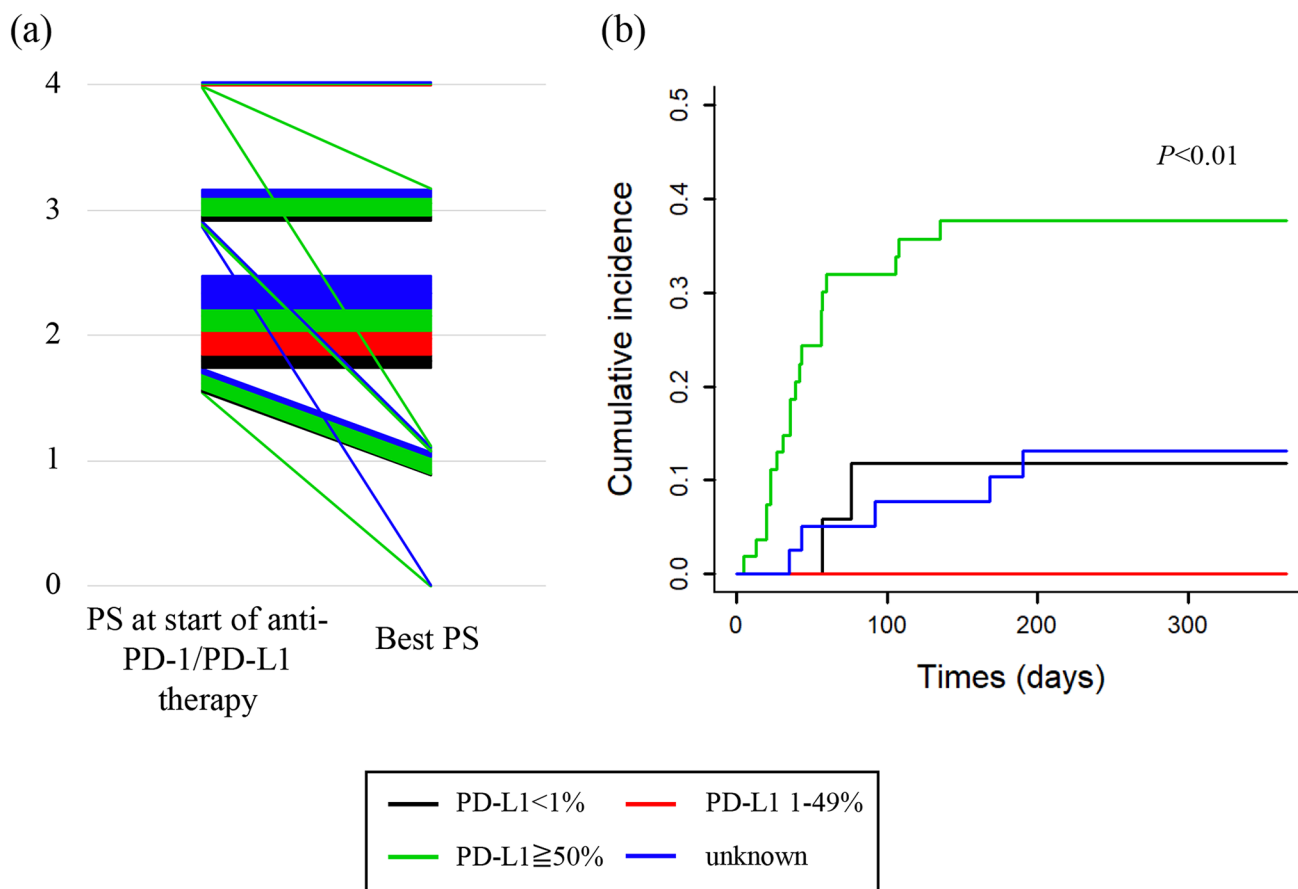 (a)
4
3
2
1
0
PS at start of anti-
PD-1/PD-L1
therapy
Best PS
(b)
0.5
0.4
0.3
0.2
0.1
0.0
Cumulative incidence
P<0.01
0
100
200
300
Times (days)
PD-L1<1%
PD-L1 1-49%
PD-L1≧50%
unknown